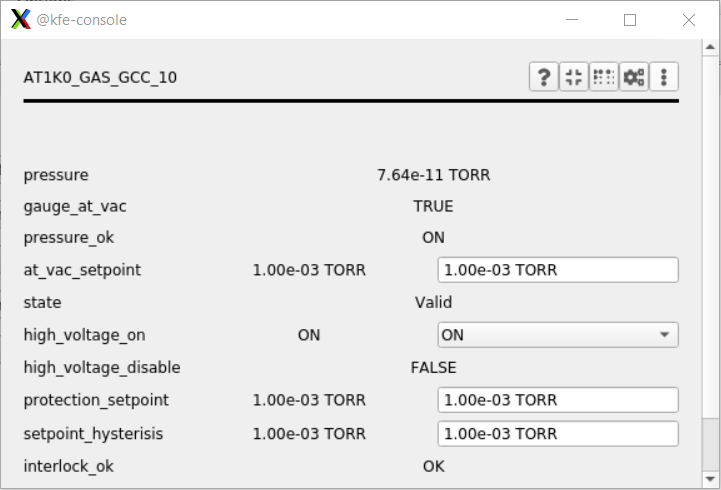 @kfe-console
AT1K0_GAS_GCC_10
?
pressure 7.64e-11 TORR
gauge_at_vac TRUE
pressure_ok ON
at_vac_setpoint 1.00e-03 TORR 1.00e-03 TORR
state Valid
high_voltage_on ON ON
high_voltage_disable FALSE
protection_setpoint 1.00e-03 TORR 1.00e-03 TORR
setpoint_hysterisis 1.00e-03 TORR 1.00e-03 TORR
interlock_ok OK